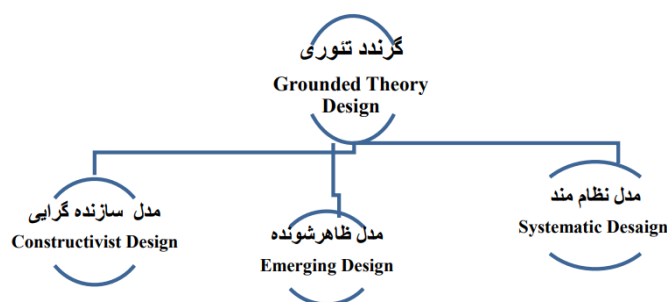 گرندد تئوری
Grounded Theory
Design
مدل نظام مند
Systematic Desaign
مدل ظاهرشونده
Emerging Design
مدل سازنده گرایی
Constructivist Design